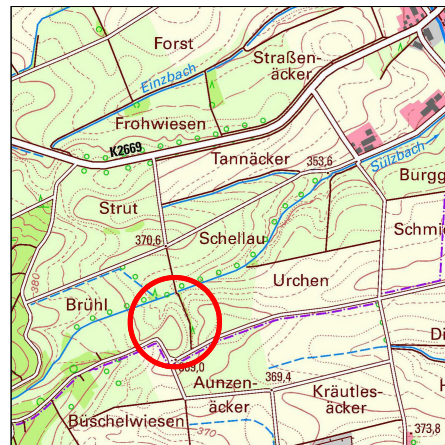 Forst
Straßen-
äcker
Einzbach
Frohwiesen
K2669
Tannäcker
353,6
Sülzbach
Burgg
Strut
370,6
Schellau
Schmi
380
Brühl
Urchen
Di
369,0
Aunzen-
äcker
369,4
Kräutles-
äcker
H
Büschelwiesen
370
373,8